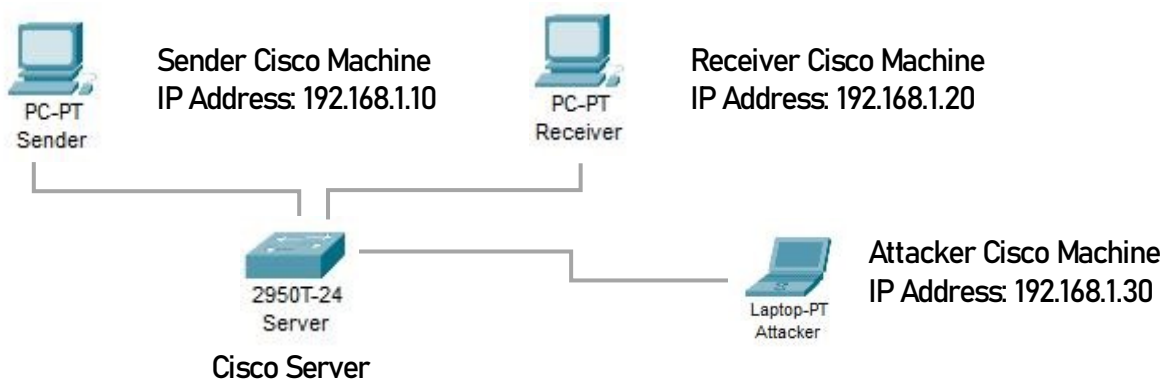 Sender Cisco Machine
IP Address: 192.168.1.10
PC-PT
Sender
Receiver Cisco Machine
IP Address: 192.168.1.20
PC-PT
Receiver
2950T-24
Server
Cisco Server
Attacker Cisco Machine
IP Address: 192.168.1.30
Laptop-PT
Attacker